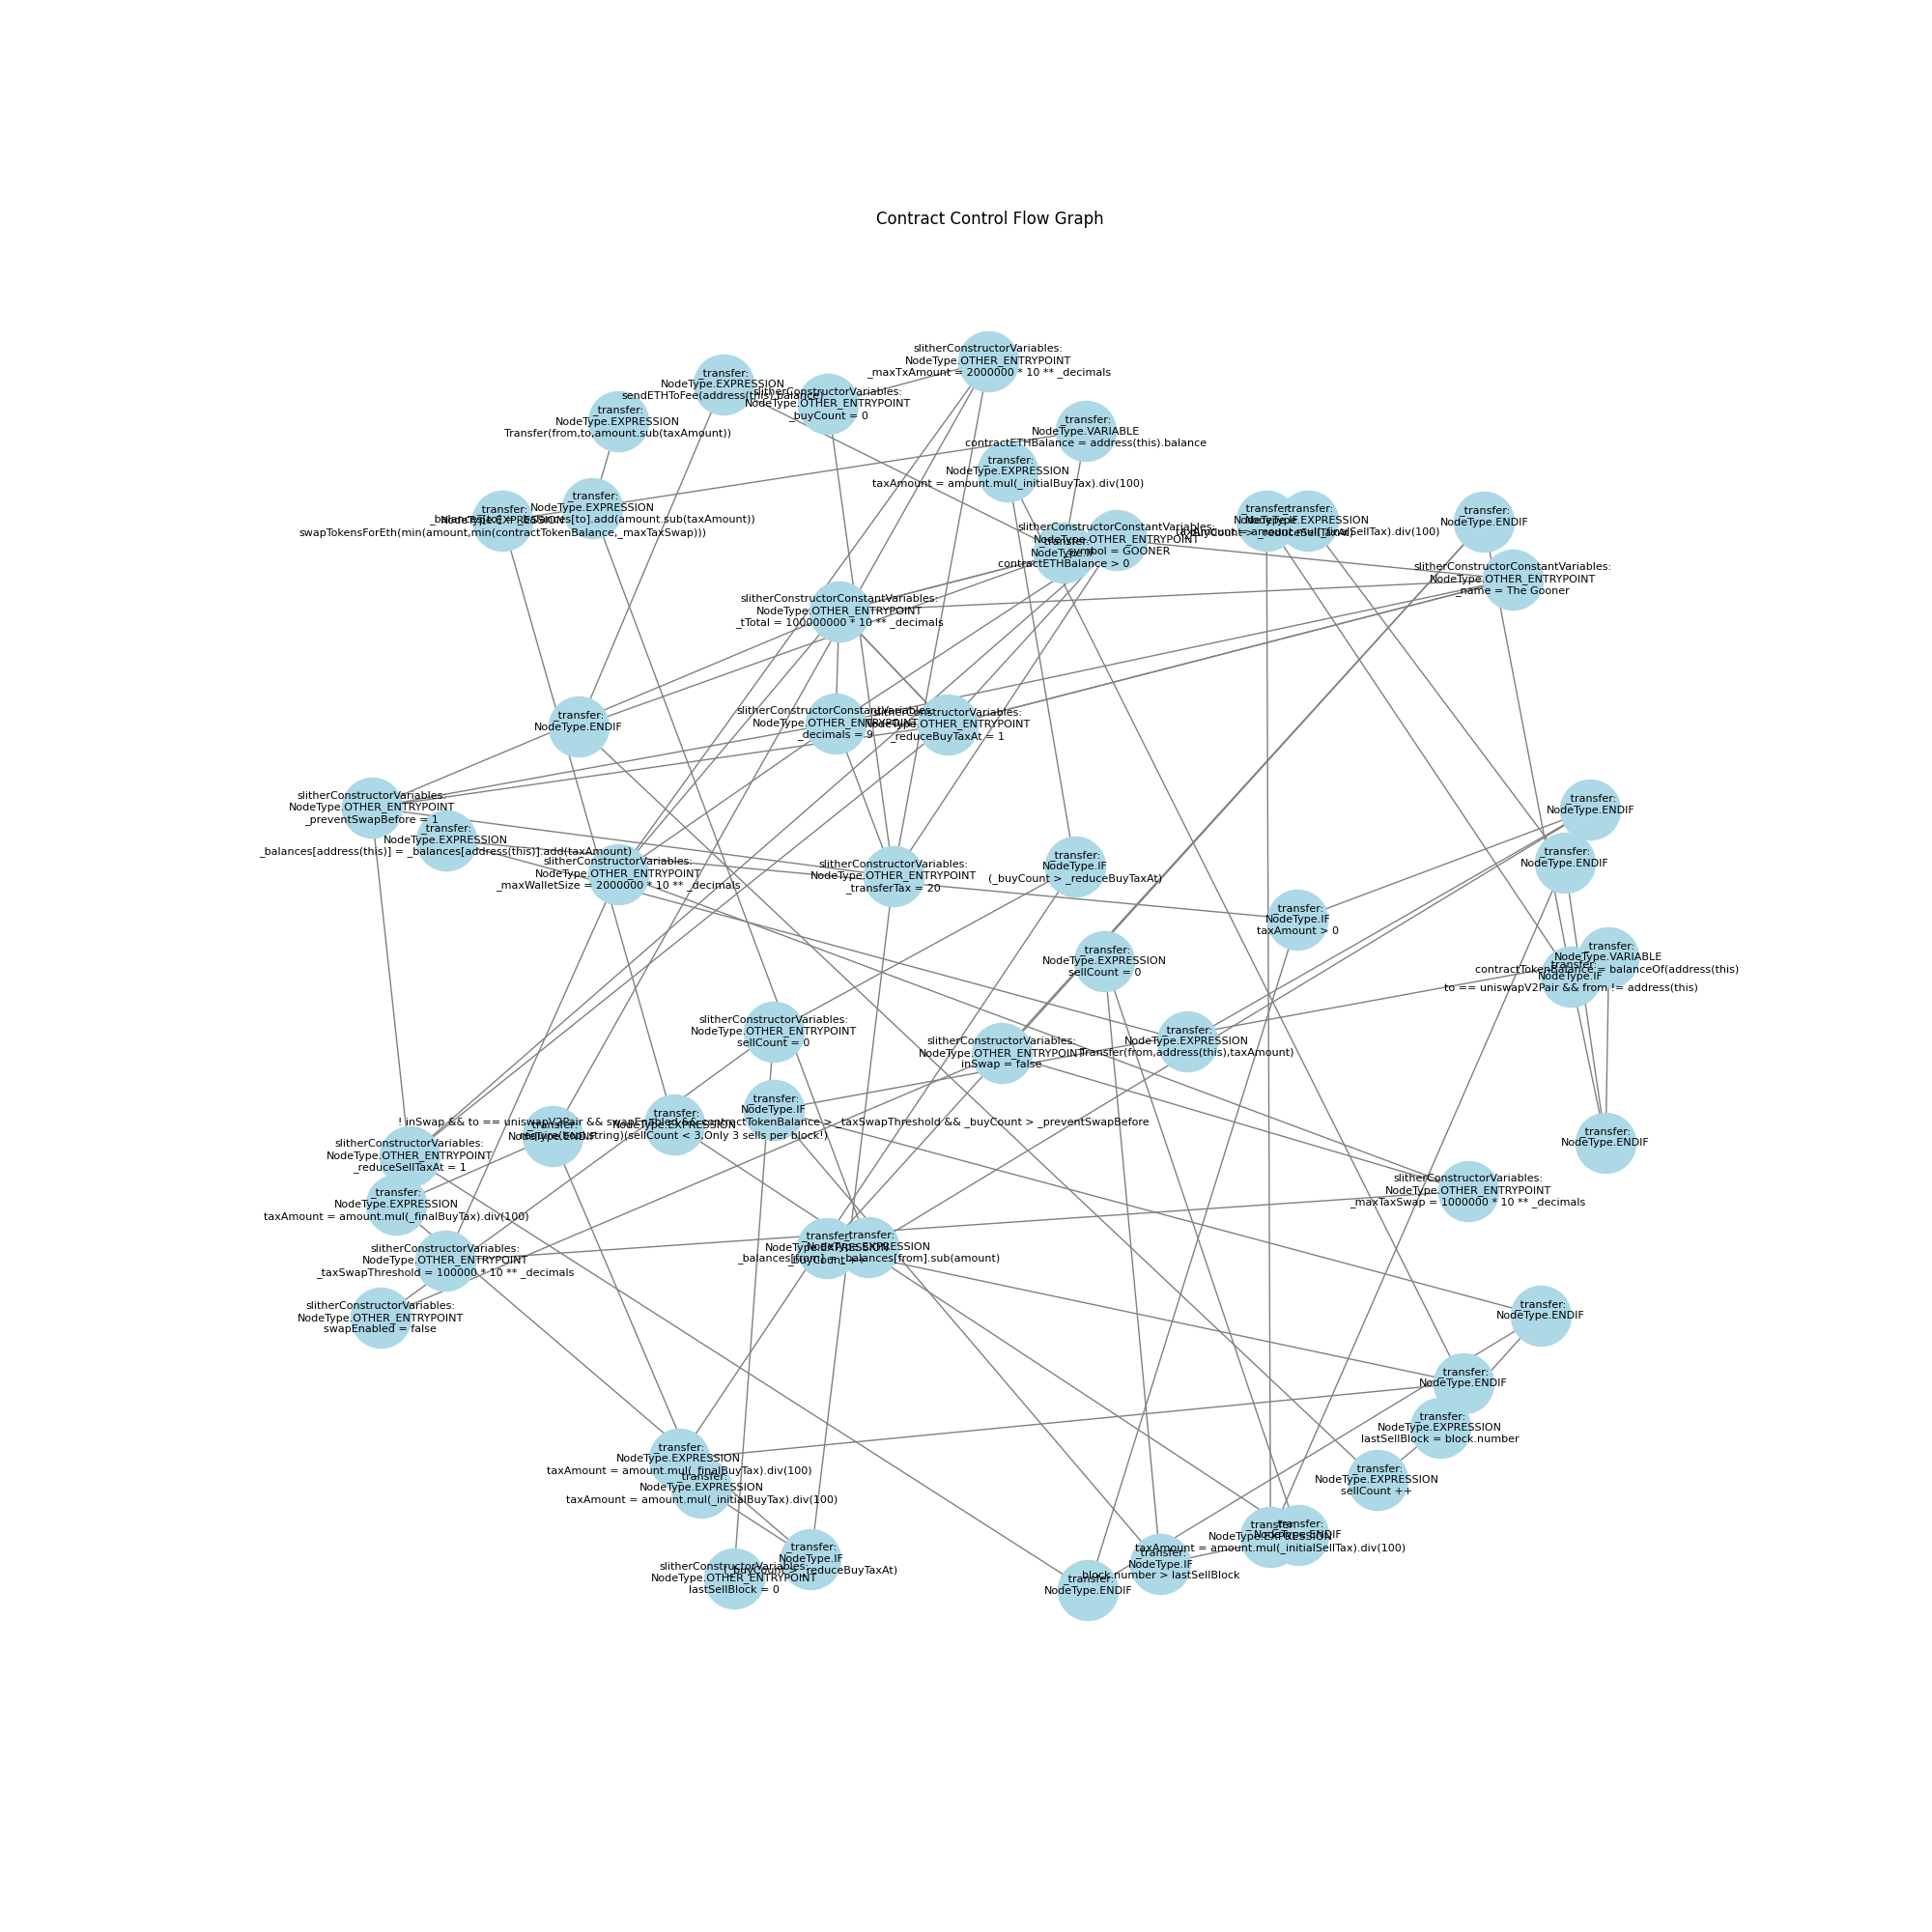 Contract Control Flow Graph
slitherConstructorVariables:
NodeType.OTHER_ENTRYPOINT
_maxTxAmount = 2000000 * 10 ** _decimals
_transfer:
NodeType.EXPRESSION
sendETHToFee(address(this).balance)
slitherConstructorVariables:
NodeType.OTHER_ENTRYPOINT
_buyCount = 0
_transfer:
NodeType.EXPRESSION
Transfer(from,to,amount.sub(taxAmount))
_transfer:
NodeType.VARIABLE
contractETHBalance = address(this).balance
_transfer:
NodeType.EXPRESSION
taxAmount = amount.mul(_initialBuyTax).div(100)
_transfer:
NodeType.EXPRESSION
_balances[to] = _balances[to].add(amount.sub(taxAmount))
_transfer:
NodeType.EXPRESSION
swapTokensForEth(min(amount,min(contractTokenBalance,_maxTaxSwap)))
slitherConstructorConstantVariables:
NodeType.OTHER_ENTRYPOINT
_symbol = GOONER
_transfer:
NodeType.IF
contractETHBalance > 0
_transfer:
NodeType.IF
_transfer:
NodeType.EXPRESSION
taxAmount = amount.mul(_finalSellTax).div(100)
_transfer:
NodeType.ENDIF
slitherConstructorConstantVariables:
NodeType.OTHER_ENTRYPOINT
_name = The Gooner
slitherConstructorConstantVariables:
NodeType.OTHER_ENTRYPOINT
_tTotal = 100000000 * 10 ** _decimals
_transfer:
NodeType.ENDIF
slitherConstructorConstantVariables:
NodeType.OTHER_ENTRYPOINT
_decimals = 9
slitherConstructorVariables:
NodeType.OTHER_ENTRYPOINT
_reduceBuyTaxAt = 1
slitherConstructorVariables:
NodeType.OTHER_ENTRYPOINT
_preventSwapBefore = 1
_transfer:
NodeType.EXPRESSION
_balances[address(this)] = _balances[address(this)].add(taxAmount)
slitherConstructorVariables:
NodeType.OTHER_ENTRYPOINT
_maxWalletSize = 2000000 * 10 ** _decimals
slitherConstructorVariables:
NodeType.OTHER_ENTRYPOINT
_transferTax = 20
_transfer:
NodeType.IF
(_buyCount > _reduceBuyTaxAt)
_transfer:
NodeType.ENDIF
_transfer:
NodeType.ENDIF
_transfer:
NodeType.IF
taxAmount > 0
_transfer:
NodeType.EXPRESSION
sellCount = 0
_transfer:
NodeType.VARIABLE
contractTokenBalance = balanceOf(address(this)
_transfer:
NodeType.IF
to == uniswapV2Pair && from != address(this)
slitherConstructorVariables:
NodeType.OTHER_ENTRYPOINT
sellCount = 0
slitherConstructorVariables:
NodeType.OTHER_ENTRYPOINT
inSwap = false
_transfer:
NodeType.EXPRESSION
Transfer(from,address(this),taxAmount)
_transfer:
NodeType.IF
! inSwap && to == uniswapV2Pair && swapEnabled && contractTokenBalance > _taxSwapThreshold && _buyCount > _preventSwapBefore
_transfer:
NodeType.EXPRESSION
require(bool,string)(sellCount < 3,Only 3 sells per block!)
_transfer:
NodeType.ENDIF
_transfer:
NodeType.ENDIF
slitherConstructorVariables:
NodeType.OTHER_ENTRYPOINT
_reduceSellTaxAt = 1
_transfer:
NodeType.EXPRESSION
taxAmount = amount.mul(_finalBuyTax).div(100)
slitherConstructorVariables:
NodeType.OTHER_ENTRYPOINT
_maxTaxSwap = 1000000 * 10 ** _decimals
slitherConstructorVariables:
NodeType.OTHER_ENTRYPOINT
_taxSwapThreshold = 100000 * 10 ** _decimals
_transfer:
NodeType.EXPRESSION
_buyCount ++
_transfer:
NodeType.EXPRESSION
_balances[from] = _balances[from].sub(amount)
slitherConstructorVariables:
NodeType.OTHER_ENTRYPOINT
swapEnabled = false
_transfer:
NodeType.ENDIF
_transfer:
NodeType.ENDIF
_transfer:
NodeType.EXPRESSION
lastSellBlock = block.number
_transfer:
NodeType.EXPRESSION
sellCount ++
_transfer:
NodeType.EXPRESSION
taxAmount = amount.mul(_finalBuyTax).div(100)
_transfer:
NodeType.EXPRESSION
taxAmount = amount.mul(_initialBuyTax).div(100)
_transfer:
NodeType.IF
(_buyCount > _reduceBuyTaxAt)
slitherConstructorVariables:
NodeType.OTHER_ENTRYPOINT
lastSellBlock = 0
_transfer:
NodeType.EXPRESSION
taxAmount = amount.mul(_initialSellTax).div(100)
_transfer:
NodeType.ENDIF
_transfer:
NodeType.IF
block.number > lastSellBlock
_transfer:
NodeType.ENDIF